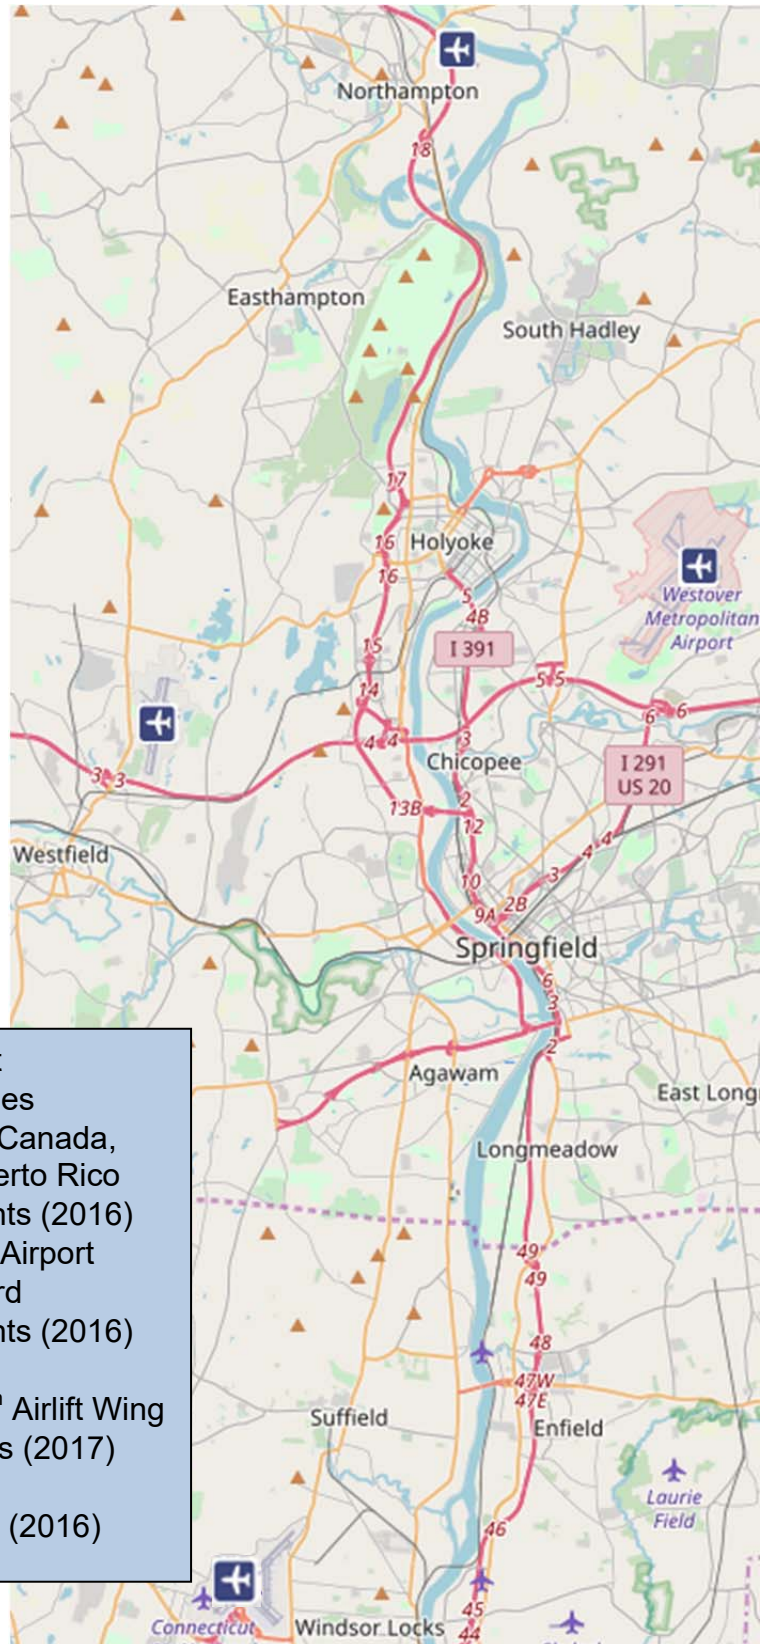 Northampton
18
Easthampton
South Hadley
17
16
Holyoke
16
5
4B
Westover
Metropolitan
Airport
I 391
15
5 5
14
6 6
3
4 4
Chicopee
I 291
US 20
3 3
2
13B
12
4 4
Westfield
10
3
2B
9A
Springfield
6
3
2
Agawam
East Long
Longmeadow
es
Canada,
erto Rico
nts (2016)
Airport
rd
nts (2016)
Airlift Wing
s (2017)
(2016)
49
49
48
47W
47E
Suffield
Enfield
Laurie
Field
46
Connecticut
Windsor Locks
45
44